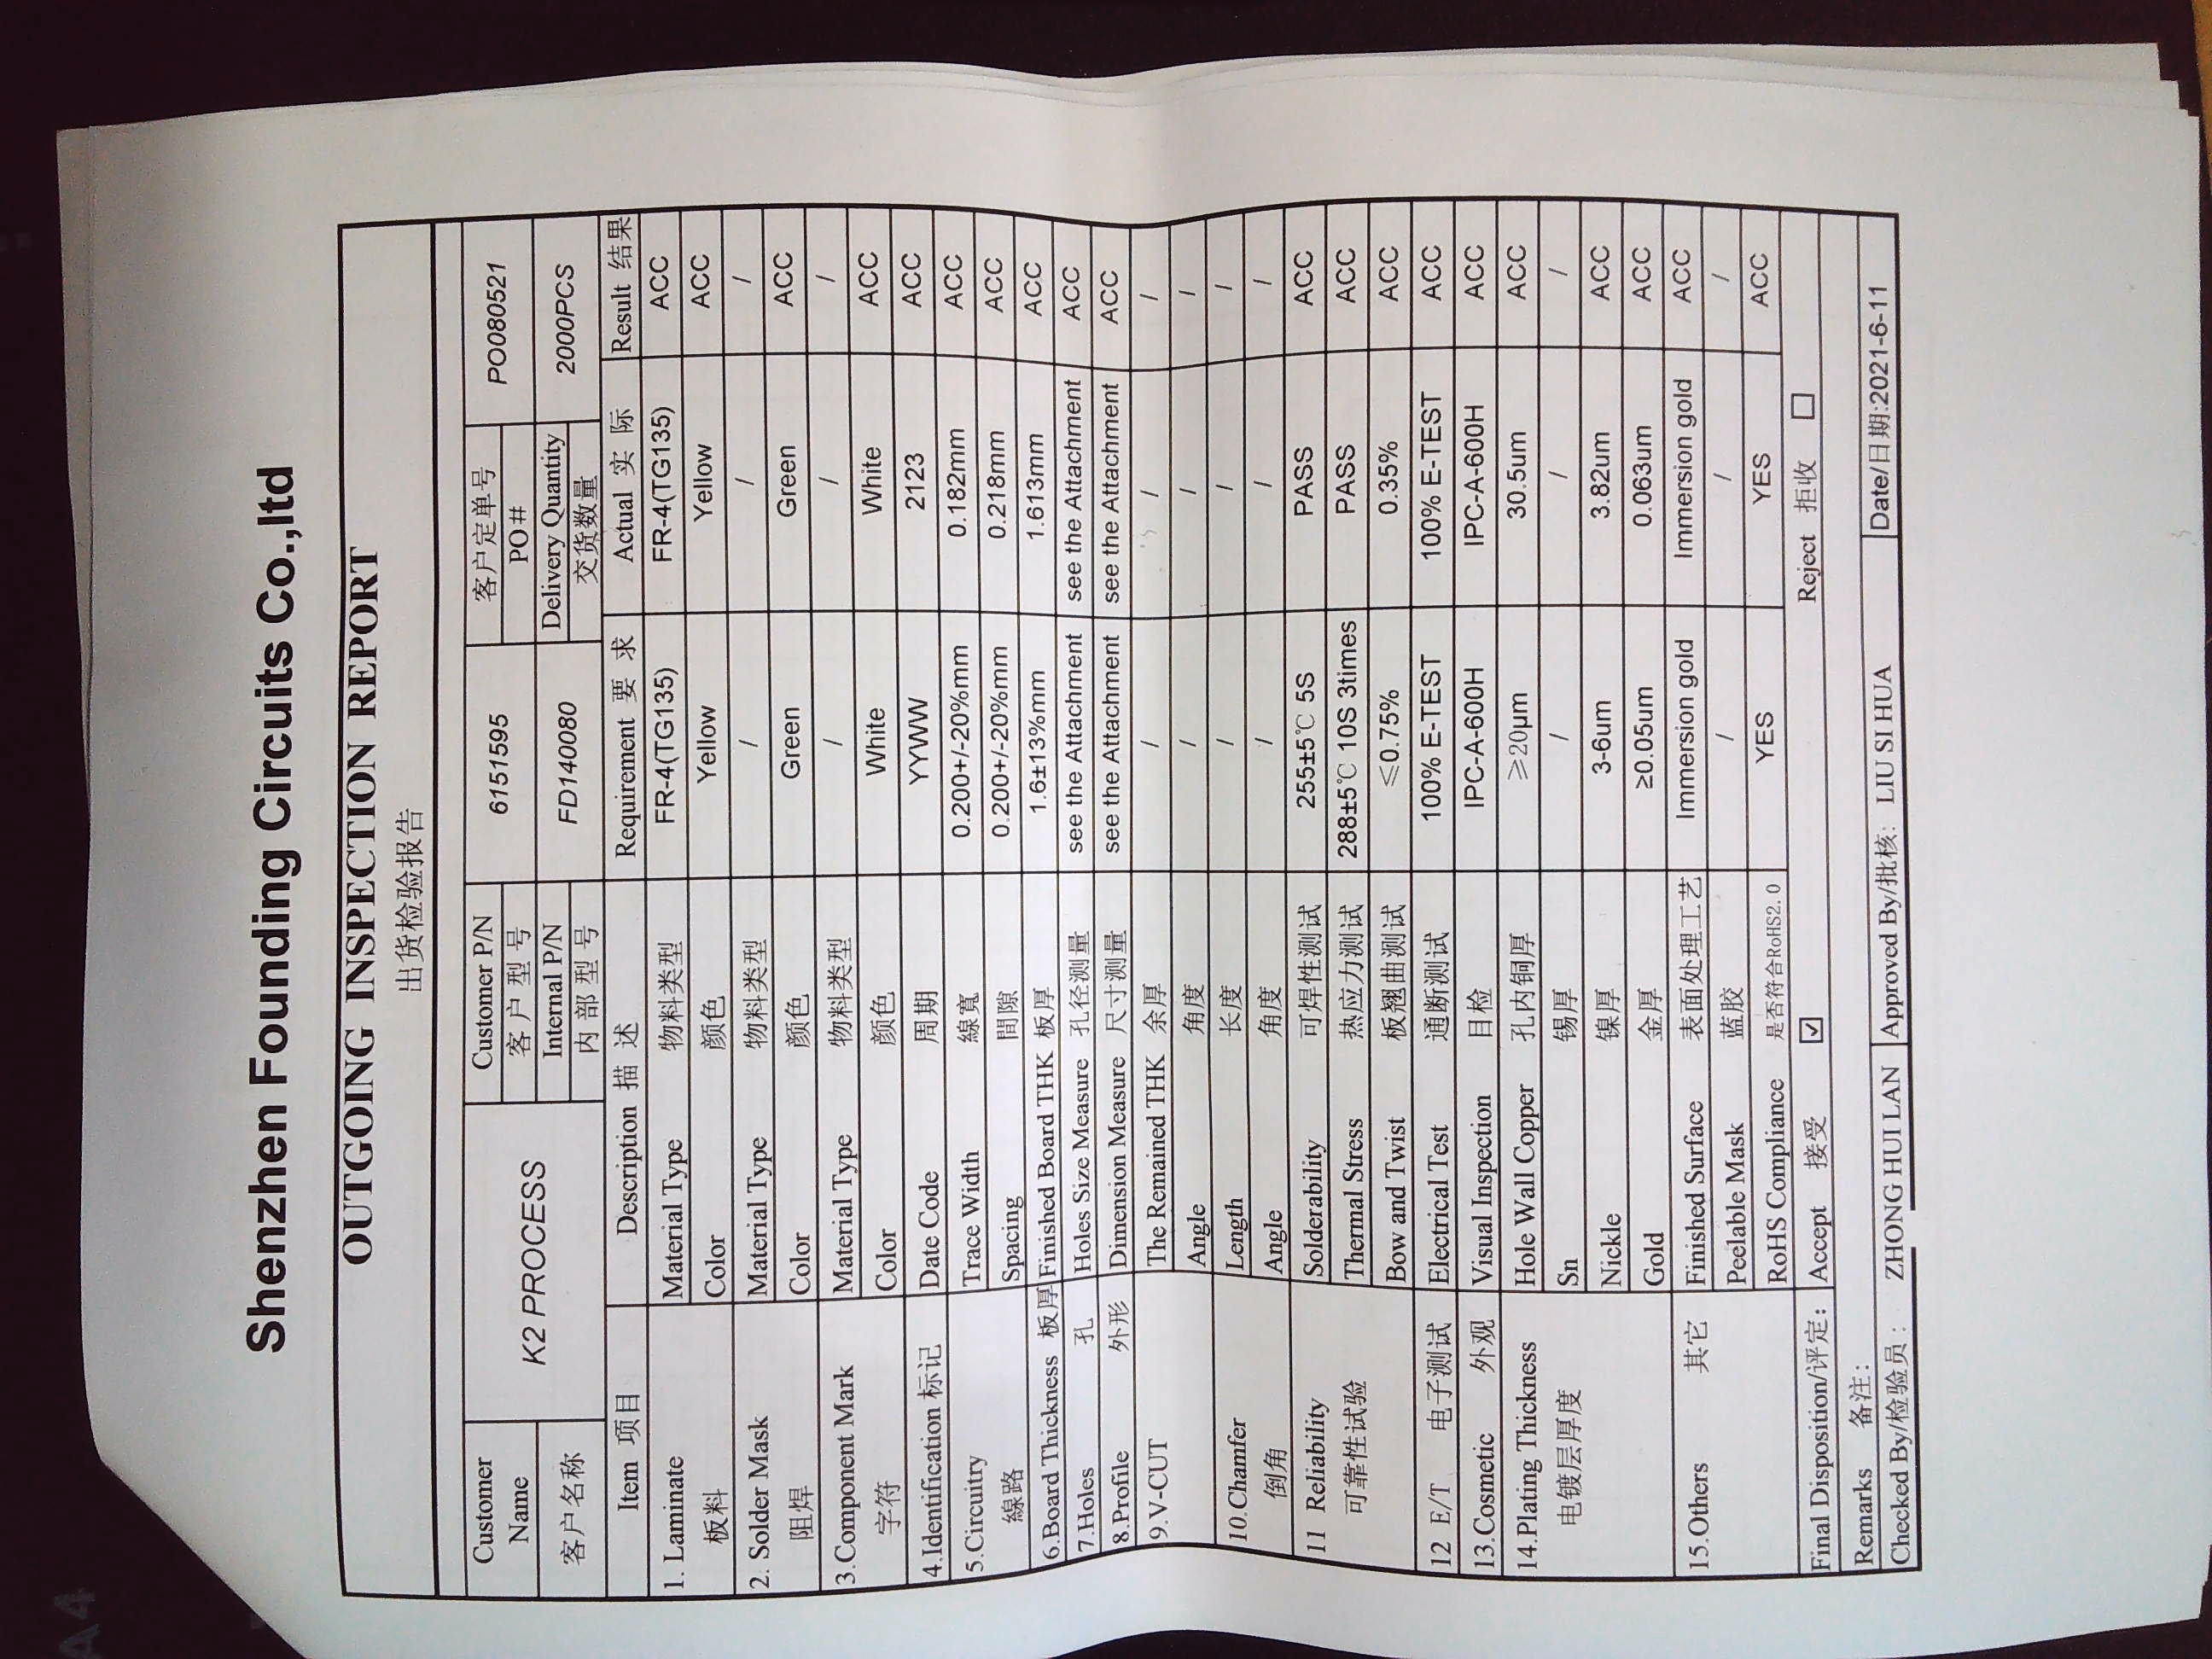 Shenzhen Founding Circuits Co.,ltd
OUTGOING INSPECTION REPORT
出货检验报告
Customer Name 客户名称 K2 PROCESS Customer P/N 客户型号 6151595 客户定单号 PO# PO080521
Internal P/N 内部型号 FD140080 Delivery Quantity 交货数量 2000PCS
Item 项目 Description 描述 Requirement 要求 Actual 实际 Result 结果
1. Laminate 板料 Material Type 物料类型 FR-4(TG135) FR-4(TG135) ACC
Color 颜色 Yellow Yellow ACC
2. Solder Mask 阻焊 Material Type 物料类型 / / /
Color 颜色 Green Green ACC
3.Component Mark 字符 Material Type 物料类型 / / /
Color 颜色 White White ACC
4.Identification 标记 Date Code 周期 YYWW 2123 ACC
5.Circuitry 線路 Trace Width 線寬 0.200+/-20%mm 0.182mm ACC
Spacing 間隙 0.200+/-20%mm 0.218mm ACC
6.Board Thickness 板厚 Finished Board THK 板厚 1.6±13%mm 1.613mm ACC
7.Holes 孔 Holes Size Measure 孔径测量 see the Attachment see the Attachment ACC
8.Profile 外形 Dimension Measure 尺寸测量 see the Attachment see the Attachment ACC
9.V-CUT The Remained THK 余厚 / / /
Angle 角度 / / /
10.Chamfer 倒角 Length 长度 / / /
Angle 角度 / / /
11 Reliability 可靠性试验 Solderability 可焊性测试 255±5℃ 5S PASS ACC
Thermal Stress 热应力测试 288±5℃ 10S 3times PASS ACC
Bow and Twist 板翘曲测试 ≤0.75% 0.35% ACC
12 E/T 电子测试 Electrical Test 通断测试 100% E-TEST 100% E-TEST ACC
13.Cosmetic 外观 Visual Inspection 目检 IPC-A-600H IPC-A-600H ACC
14.Plating Thickness 电镀层厚度 Hole Wall Copper 孔内铜厚 ≥20μm 30.5um ACC
Sn 锡厚 / / /
Nickle 镍厚 3-6um 3.82um ACC
Gold 金厚 ≥0.05um 0.063um ACC
15.Others 其它 Finished Surface 表面处理工艺 Immersion gold Immersion gold ACC
Peelable Mask 蓝胶 / / /
RoHS Compliance 是否符合RoHS2.0 YES YES ACC
Final Disposition/评定: Accept 接受 ☑ Reject 拒收 □
Remarks 备注:
Checked By/检验员: ZHONG HUI LAN Approved By/批核: LIU SI HUA Date/日期:2021-6-11
A4